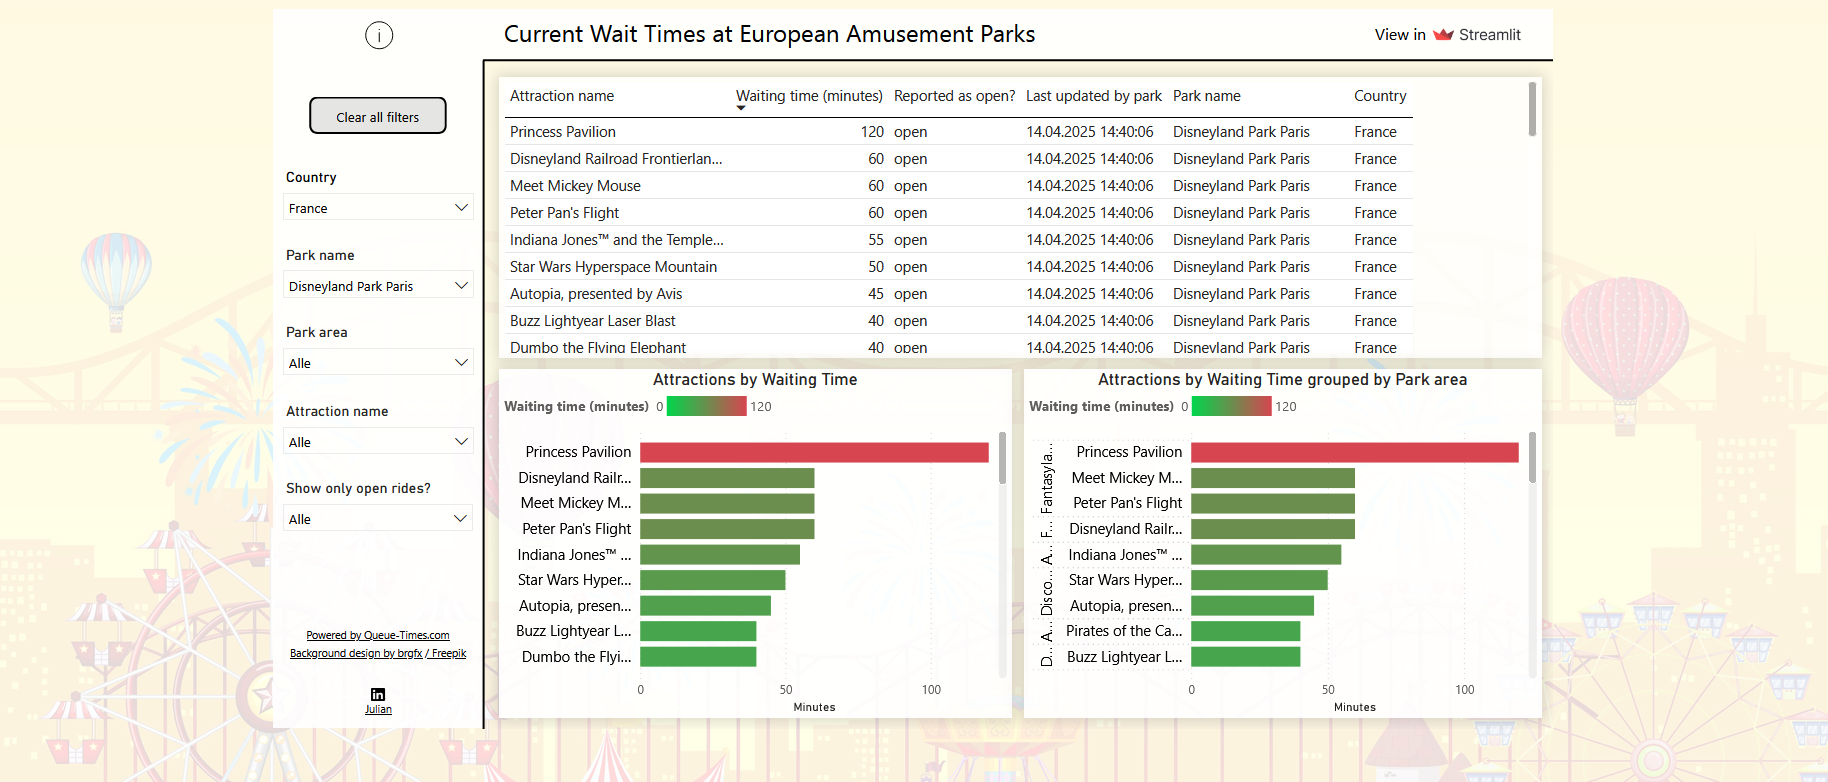 i
Current Wait Times at European Amusement Parks
View in Streamlit
Clear all filters
Country
France
Park name
Disneyland Park Paris
Park area
Alle
Attraction name
Alle
Show only open rides?
Alle
Powered by Queue-Times.com
Background design by brgfx / Freepik
in
Julian
Attraction name Waiting time (minutes) Reported as open? Last updated by park Park name Country
Princess Pavilion 120 open 14.04.2025 14:40:06 Disneyland Park Paris France
Disneyland Railroad Frontierlan... 60 open 14.04.2025 14:40:06 Disneyland Park Paris France
Meet Mickey Mouse 60 open 14.04.2025 14:40:06 Disneyland Park Paris France
Peter Pan's Flight 60 open 14.04.2025 14:40:06 Disneyland Park Paris France
Indiana Jones™ and the Temple... 55 open 14.04.2025 14:40:06 Disneyland Park Paris France
Star Wars Hyperspace Mountain 50 open 14.04.2025 14:40:06 Disneyland Park Paris France
Autopia, presented by Avis 45 open 14.04.2025 14:40:06 Disneyland Park Paris France
Buzz Lightyear Laser Blast 40 open 14.04.2025 14:40:06 Disneyland Park Paris France
Dumbo the Flying Elephant 40 open 14.04.2025 14:40:06 Disneyland Park Paris France
Attractions by Waiting Time
Waiting time (minutes) 0 120
Princess Pavilion
Disneyland Railr...
Meet Mickey M...
Peter Pan's Flight
Indiana Jones™ ...
Star Wars Hyper...
Autopia, presen...
Buzz Lightyear L...
Dumbo the Flyi...
0 50 100
Minutes
Attractions by Waiting Time grouped by Park area
Waiting time (minutes) 0 120
Fantasyla...
Princess Pavilion
Meet Mickey M...
Peter Pan's Flight
F...
Disneyland Railr...
A...
Indiana Jones™ ...
Disco...
Star Wars Hyper...
Autopia, presen...
A...
Pirates of the Ca...
D...
Buzz Lightyear L...
0 50 100
Minutes